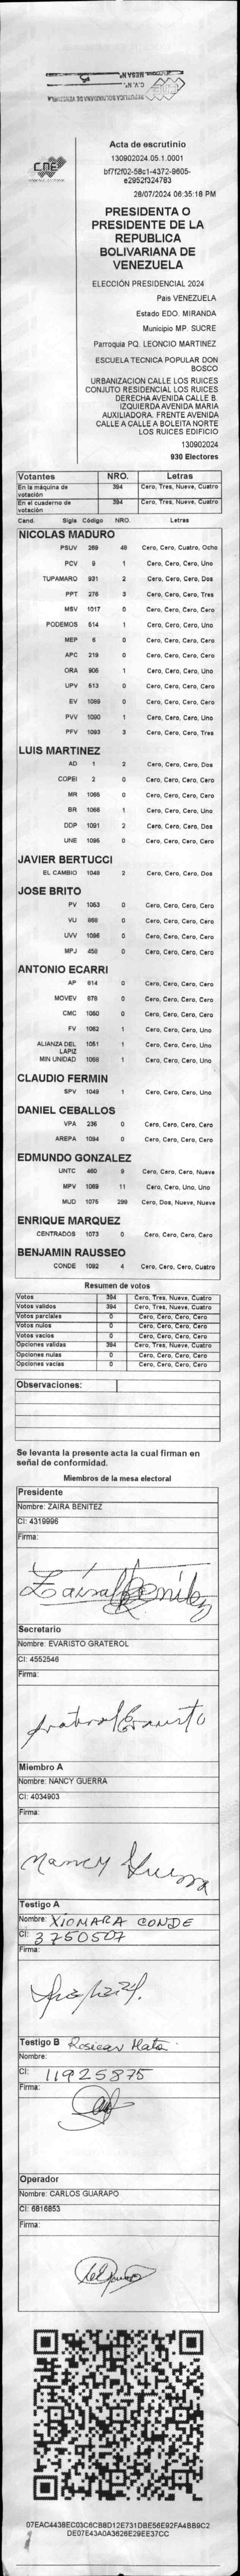 REPUBLICA BOLIVARIANA DE VENEZUELA
C.V. N°:
MESA N°:
CNE
Acta de escrutinio
130902024.05.1.0001
bf7f2f02-58c1-4372-9605-
e2952f324783
28/07/2024 06:35:18 PM
PRESIDENTA O
PRESIDENTE DE LA
REPUBLICA
BOLIVARIANA DE
VENEZUELA
ELECCIÓN PRESIDENCIAL 2024
Pais VENEZUELA
Estado EDO. MIRANDA
Municipio MP. SUCRE
Parroquia PQ. LEONCIO MARTINEZ
ESCUELA TECNICA POPULAR DON
BOSCO
URBANIZACION CALLE LOS RUICES
CONJUTO RESIDENCIAL LOS RUICES
DERECHA AVENIDA CALLE B.
IZQUIERDA AVENIDA MARIA
AUXILIADORA. FRENTE AVENIDA
CALLE A CALLE A BOLEITA NORTE
LOS RUICES EDIFICIO
130902024
930 Electores
Votantes NRO. Letras
En la máquina de votación 394 Cero, Tres, Nueve, Cuatro
En el cuaderno de votación 394 Cero, Tres, Nueve, Cuatro
Cand. Sigla Código NRO. Letras
NICOLAS MADURO
PSUV 269 48 Cero, Cero, Cuatro, Ocho
PCV 9 1 Cero, Cero, Cero, Uno
TUPAMARO 931 2 Cero, Cero, Cero, Dos
PPT 276 3 Cero, Cero, Cero, Tres
MSV 1017 0 Cero, Cero, Cero, Cero
PODEMOS 514 1 Cero, Cero, Cero, Uno
MEP 6 0 Cero, Cero, Cero, Cero
APC 219 0 Cero, Cero, Cero, Cero
ORA 906 1 Cero, Cero, Cero, Uno
UPV 613 0 Cero, Cero, Cero, Cero
EV 1089 0 Cero, Cero, Cero, Cero
PVV 1090 1 Cero, Cero, Cero, Uno
PFV 1093 3 Cero, Cero, Cero, Tres
LUIS MARTINEZ
AD 1 2 Cero, Cero, Cero, Dos
COPEI 2 0 Cero, Cero, Cero, Cero
MR 1065 0 Cero, Cero, Cero, Cero
BR 1066 1 Cero, Cero, Cero, Uno
DDP 1091 2 Cero, Cero, Cero, Dos
UNE 1095 0 Cero, Cero, Cero, Cero
JAVIER BERTUCCI
EL CAMBIO 1048 2 Cero, Cero, Cero, Dos
JOSE BRITO
PV 1053 0 Cero, Cero, Cero, Cero
VU 868 0 Cero, Cero, Cero, Cero
UVV 1096 0 Cero, Cero, Cero, Cero
MPJ 458 0 Cero, Cero, Cero, Cero
ANTONIO ECARRI
AP 614 0 Cero, Cero, Cero, Cero
MOVEV 878 0 Cero, Cero, Cero, Cero
CMC 1050 0 Cero, Cero, Cero, Cero
FV 1062 1 Cero, Cero, Cero, Uno
ALIANZA DEL LAPIZ 1051 1 Cero, Cero, Cero, Uno
MIN UNIDAD 1068 1 Cero, Cero, Cero, Uno
CLAUDIO FERMIN
SPV 1049 1 Cero, Cero, Cero, Uno
DANIEL CEBALLOS
VPA 236 0 Cero, Cero, Cero, Cero
AREPA 1094 0 Cero, Cero, Cero, Cero
EDMUNDO GONZALEZ
UNTC 460 9 Cero, Cero, Cero, Nueve
MPV 1069 11 Cero, Cero, Uno, Uno
MUD 1075 299 Cero, Dos, Nueve, Nueve
ENRIQUE MARQUEZ
CENTRADOS 1073 0 Cero, Cero, Cero, Cero
BENJAMIN RAUSSEO
CONDE 1092 4 Cero, Cero, Cero, Cuatro
Resumen de votos
Votos 394 Cero, Tres, Nueve, Cuatro
Votos validos 394 Cero, Tres, Nueve, Cuatro
Votos parciales 0 Cero, Cero, Cero, Cero
Votos nulos 0 Cero, Cero, Cero, Cero
Votos vacios 0 Cero, Cero, Cero, Cero
Opciones validas 394 Cero, Tres, Nueve, Cuatro
Opciones nulas 0 Cero, Cero, Cero, Cero
Opciones vacias 0 Cero, Cero, Cero, Cero
Observaciones:
Se levanta la presente acta la cual firman en
señal de conformidad.
Miembros de la mesa electoral
Presidente
Nombre: ZAIRA BENITEZ
CI: 4319996
Firma:
Zaira Benitez
Secretario
Nombre: EVARISTO GRATEROL
CI: 4552546
Firma:
Miembro A
Nombre: NANCY GUERRA
CI: 4034903
Firma:
Nancy Guerra
Testigo A
Nombre: XIOMARA CONDE
CI: 3750507
Firma:
Testigo B Rosicar Mata
Nombre:
CI: 11925875
Firma:
Operador
Nombre: CARLOS GUARAPO
CI: 6816853
Firma:
07EAC4438EC03C6CB8D12E731DBE56E92FA4BB9C2
DE07E43A0A3626E29EE37CC